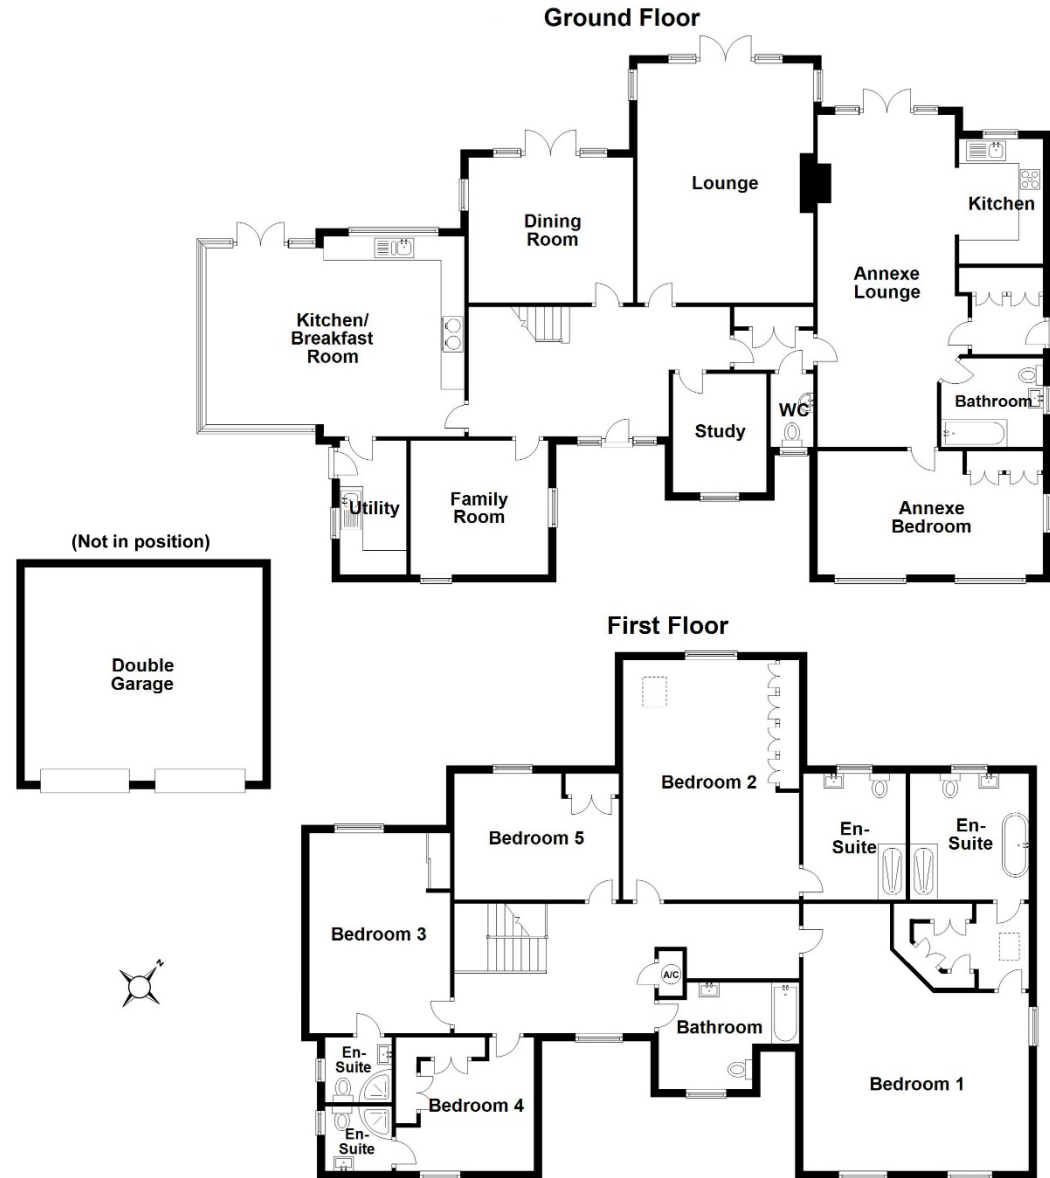 Ground Floor
Lounge
Dining
Room
Kitchen
Annexe
Lounge
Kitchen/
Breakfast
Room
Bathroom
WC
Study
Utility
Family
Room
Annexe
Bedroom
(Not in position)
Double
Garage
First Floor
Bedroom 2
Bedroom 5
En-
Suite
En-
Suite
Bedroom 3
A/C
Bathroom
En-
Suite
Bedroom 1
Bedroom 4
En-
Suite
N